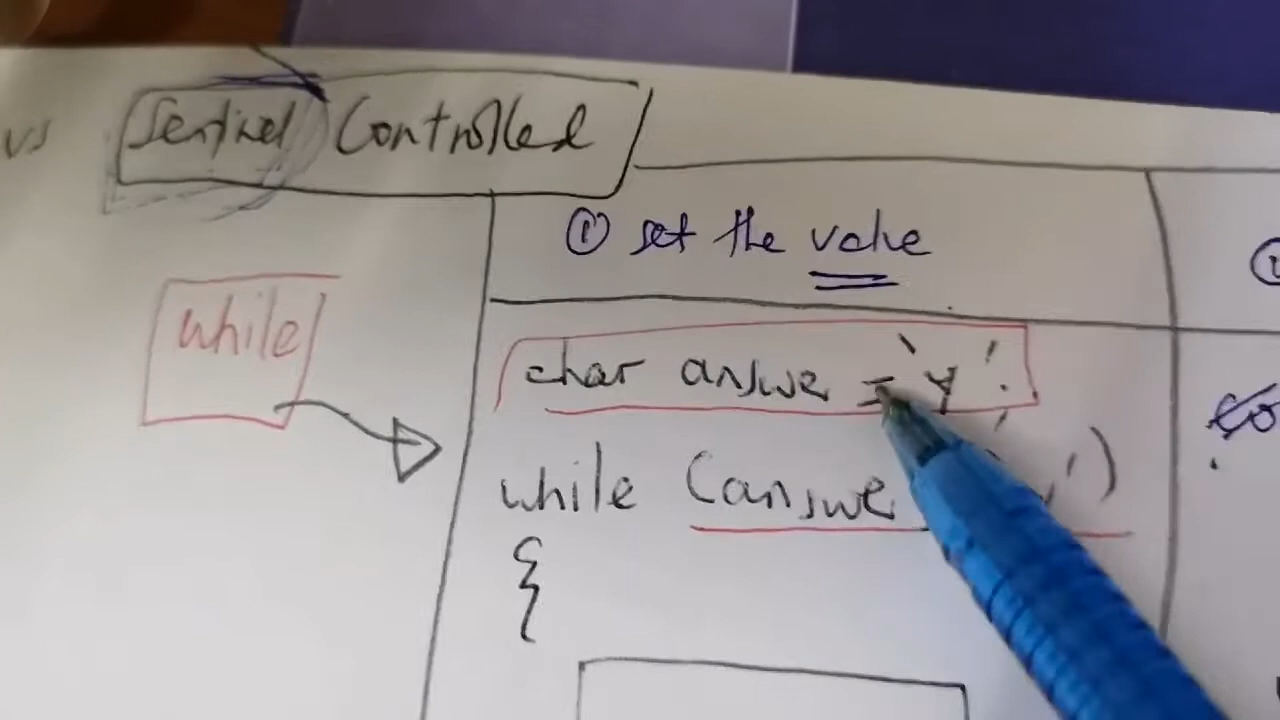 vs Sentinel Controlled
① set the value
while
char answe = 'y'.
while (answe ')
{